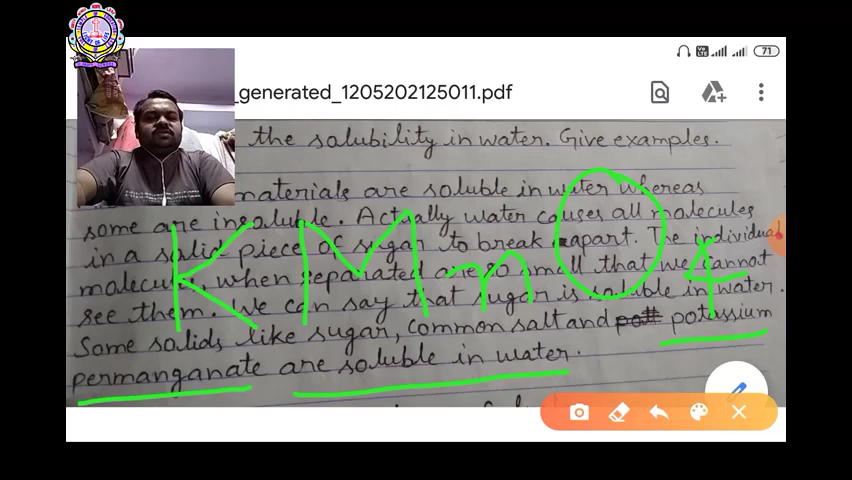 71
_generated_1205202125011.pdf
the solubility in water. Give examples.
materials are soluble in water whereas
some are insoluble. Actually water causes all molecules
in a solid piece of sugar to break apart. The individual
molecules, when separated are so small that we cannot
see them. We can say that sugar is soluble in water.
Some solids like sugar, common salt and potassium
permanganate are soluble in water.
KMnO4